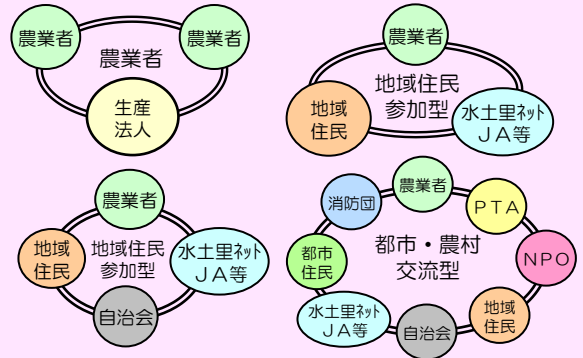 農業者
農業者
農業者
生産
法人
農業者
地域住民
参加型
地域
住民
水土里ネット
ＪＡ等
農業者
地域
住民
地域住民
参加型
水土里ネット
ＪＡ等
自治会
農業者
消防団
ＰＴＡ
都市
住民
都市・農村
交流型
NPO
水土里ネット
ＪＡ等
自治会
地域
住民